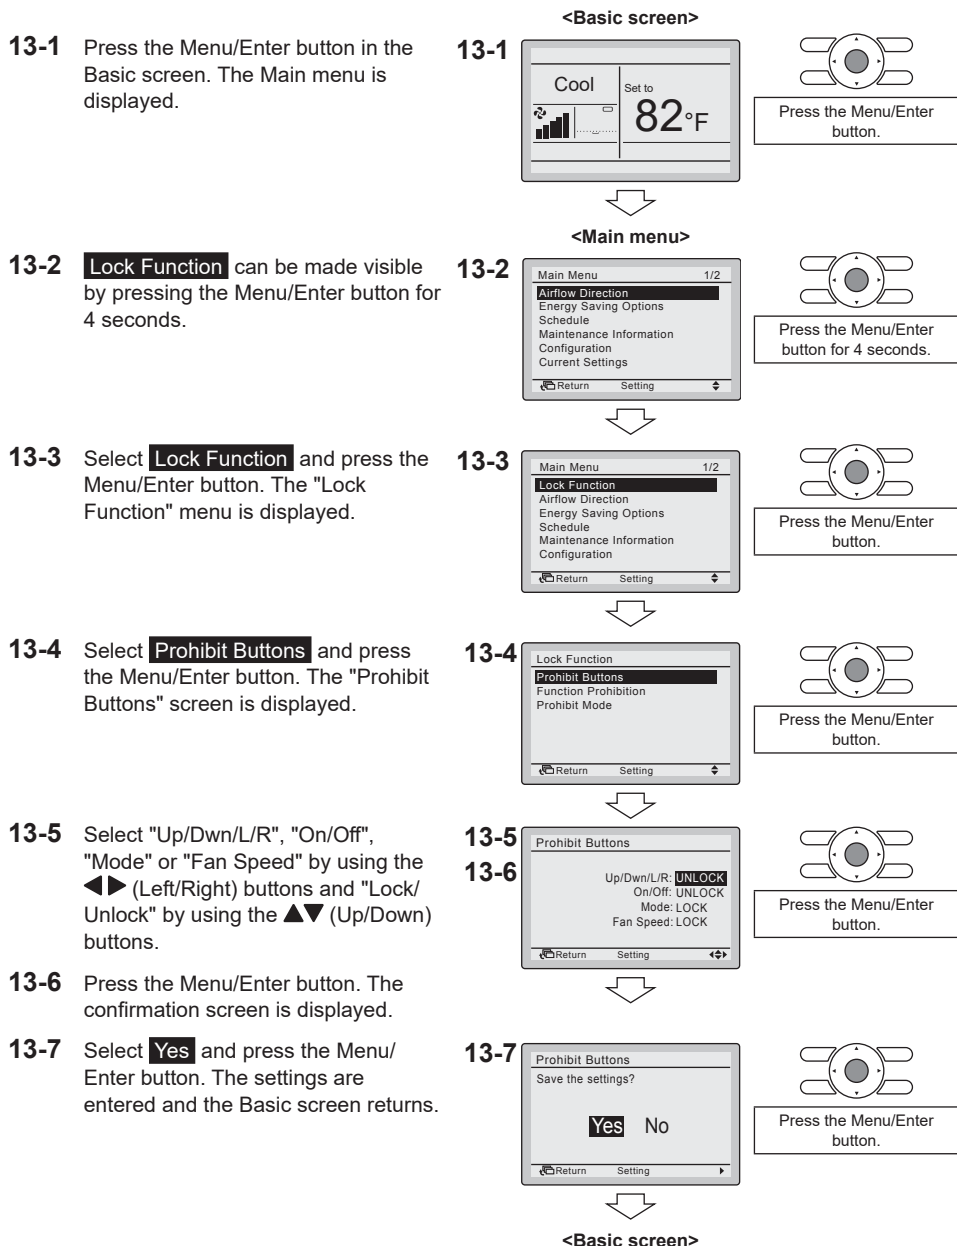 <Basic screen>
13-1 Press the Menu/Enter button in the
Basic screen. The Main menu is
displayed.
13-1
Cool
Set to
82°F
Press the Menu/Enter
button.
<Main menu>
13-2 Lock Function can be made visible
by pressing the Menu/Enter button for
4 seconds.
13-2
Main Menu 1/2
Airflow Direction
Energy Saving Options
Schedule
Maintenance Information
Configuration
Current Settings
Return Setting
Press the Menu/Enter
button for 4 seconds.
13-3 Select Lock Function and press the
Menu/Enter button. The "Lock
Function" menu is displayed.
13-3
Main Menu 1/2
Lock Function
Airflow Direction
Energy Saving Options
Schedule
Maintenance Information
Configuration
Return Setting
Press the Menu/Enter
button.
13-4 Select Prohibit Buttons and press
the Menu/Enter button. The "Prohibit
Buttons" screen is displayed.
13-4
Lock Function
Prohibit Buttons
Function Prohibition
Prohibit Mode
Return Setting
Press the Menu/Enter
button.
13-5 Select "Up/Dwn/L/R", "On/Off",
"Mode" or "Fan Speed" by using the
◀▶ (Left/Right) buttons and "Lock/
Unlock" by using the ▲▼ (Up/Down)
buttons.
13-6 Press the Menu/Enter button. The
confirmation screen is displayed.
13-5
13-6
Prohibit Buttons
Up/Dwn/L/R: UNLOCK
On/Off: UNLOCK
Mode: LOCK
Fan Speed: LOCK
Return Setting
Press the Menu/Enter
button.
13-7 Select Yes and press the Menu/
Enter button. The settings are
entered and the Basic screen returns.
13-7
Prohibit Buttons
Save the settings?
Yes No
Return Setting
Press the Menu/Enter
button.
<Basic screen>